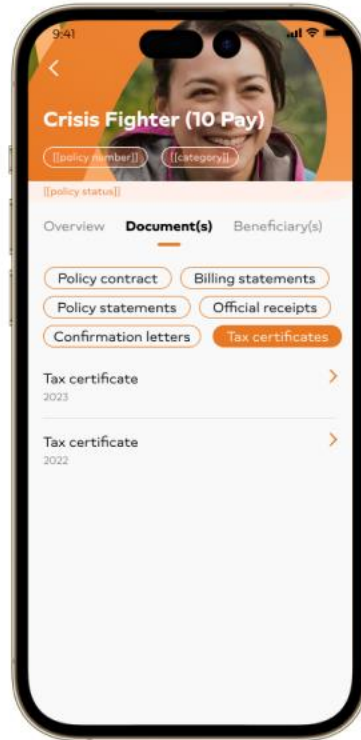 9:41
Crisis Fighter (10 Pay)
[[policy number]] [[category]]
[[policy status]]
Overview Document(s) Beneficiary(s)
Policy contract Billing statements
Policy statements Official receipts
Confirmation letters Tax certificates
Tax certificate
2023
Tax certificate
2022